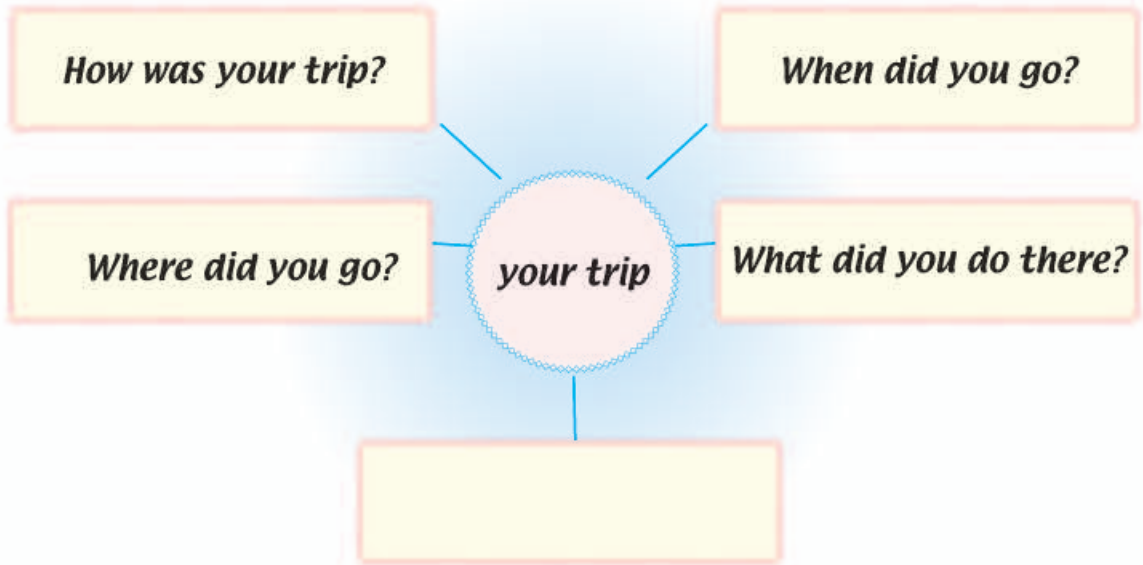 How was your trip?
When did you go?
Where did you go?
your trip
What did you do there?